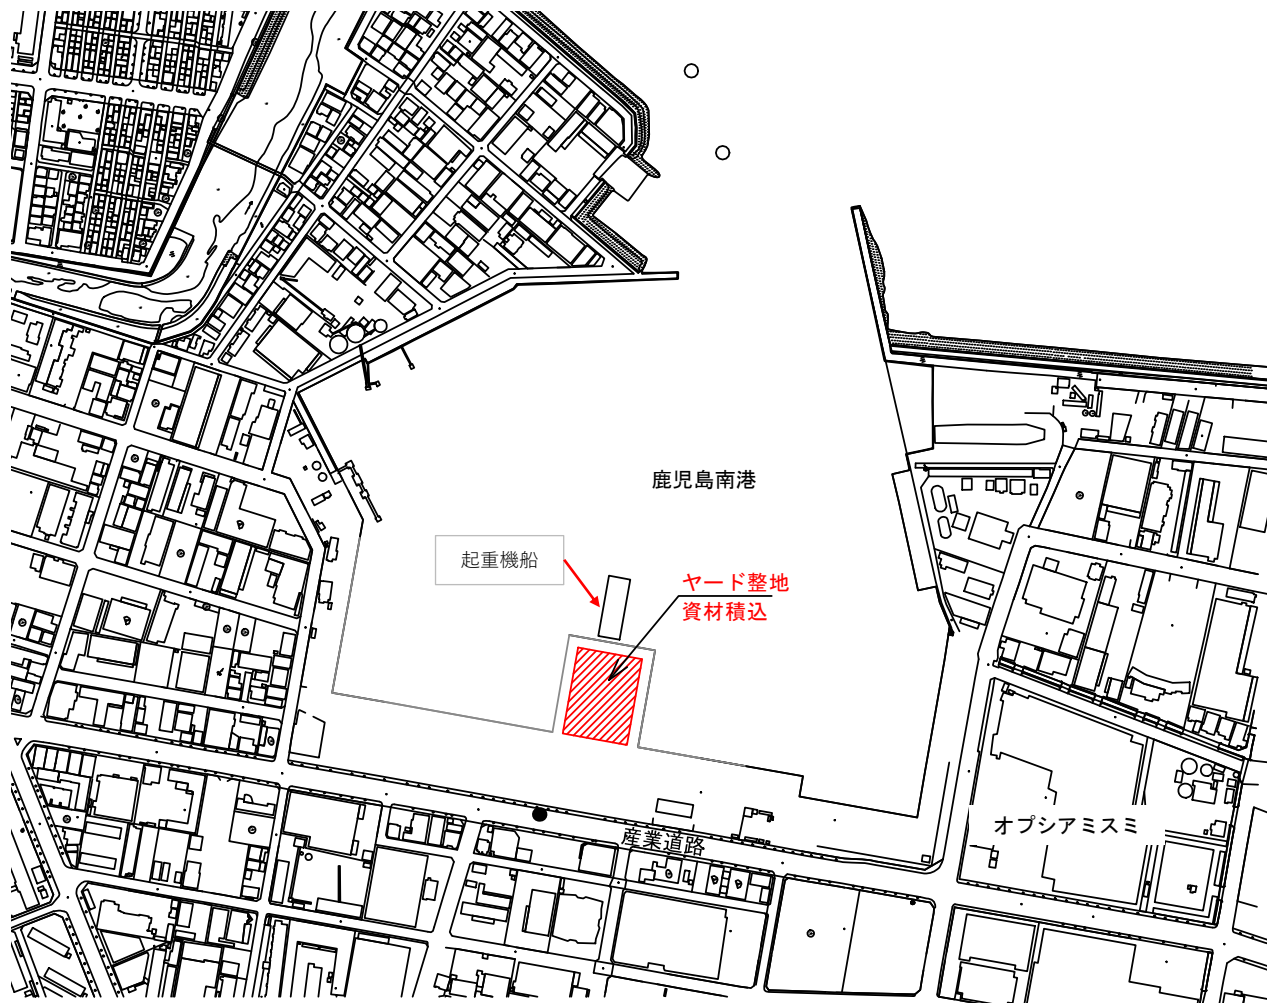 鹿児島南港
起重機船
ヤード整地
資材積込
オプシアミスミ
産業道路